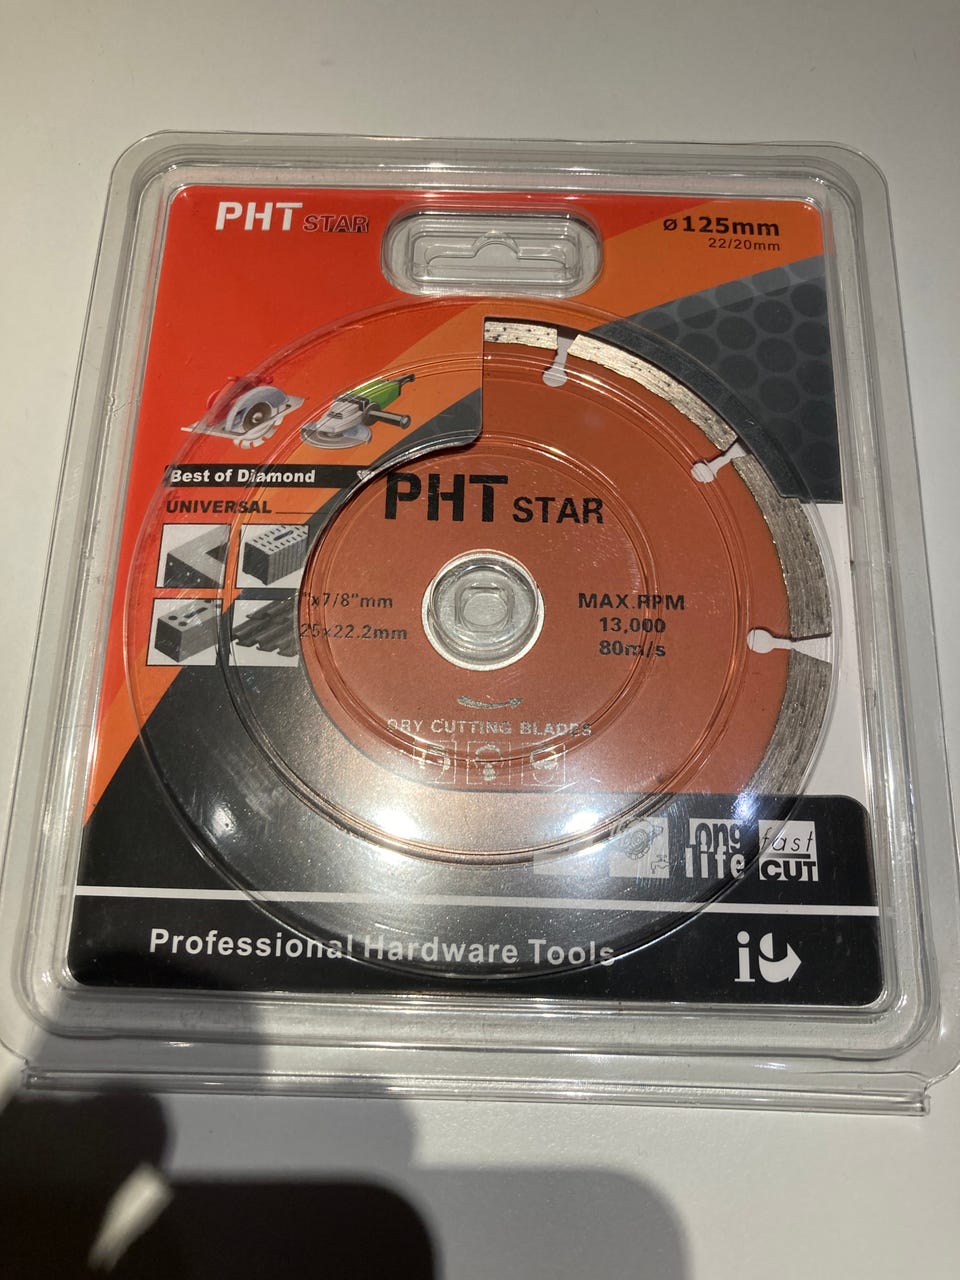 PHT STAR
ø125mm
22/20mm
Best of Diamond
UNIVERSAL
PHT STAR
"x7/8"mm
25x22.2mm
MAX.RPM
13,000
80m/s
DRY CUTTING BLADES
Long life
fast CUT
Professional Hardware Tools